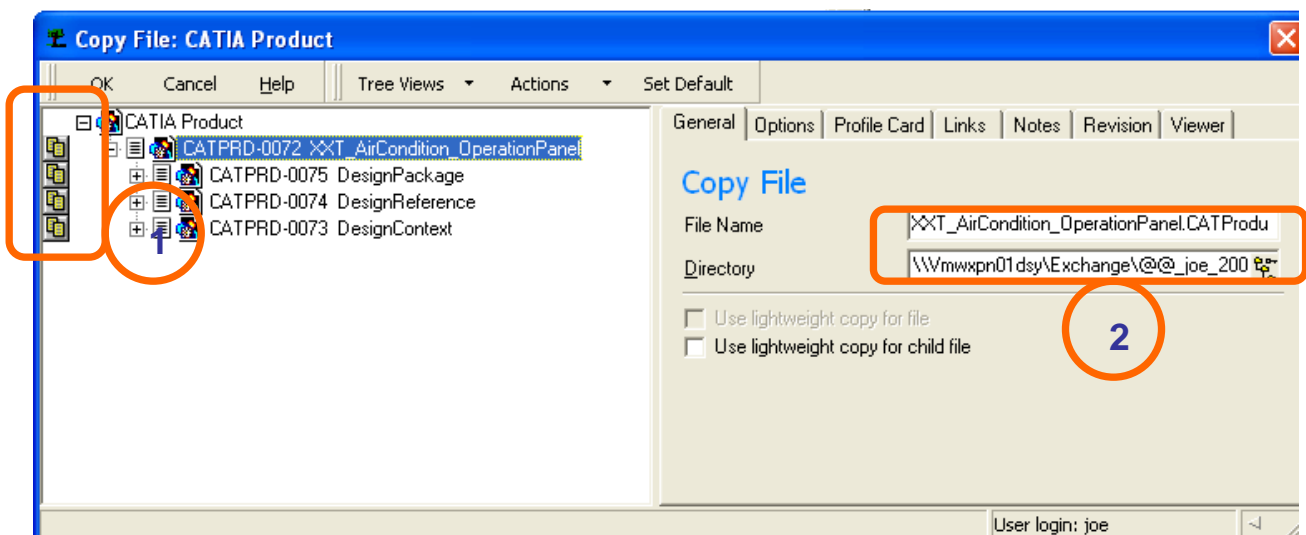 Copy File: CATIA Product
OK Cancel Help Tree Views Actions Set Default
CATIA Product
CATPRD-0072 XXT_AirCondition_OperationPanel
CATPRD-0075 DesignPackage
CATPRD-0074 DesignReference
CATPRD-0073 DesignContext
1
General Options Profile Card Links Notes Revision Viewer
Copy File
File Name XXT_AirCondition_OperationPanel.CATProdu
Directory \\Vmwxpn01dsy\Exchange\@@_joe_200
Use lightweight copy for file
Use lightweight copy for child file
2
User login: joe